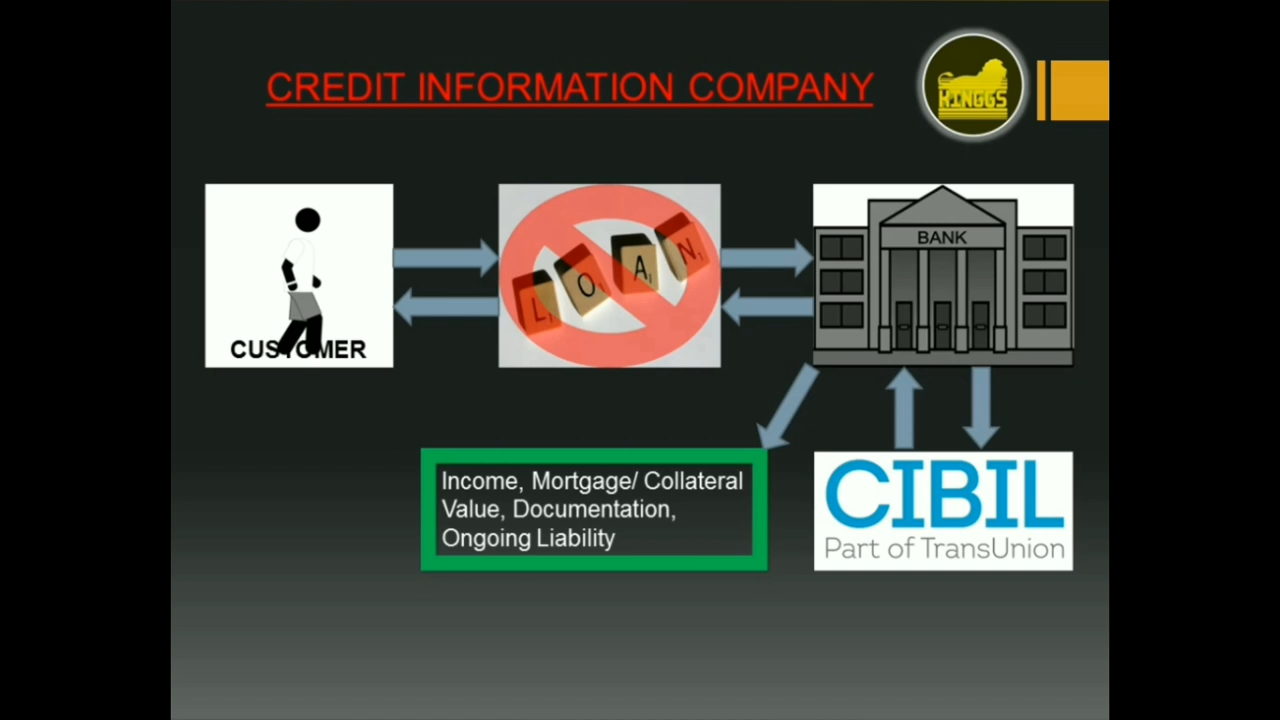 CREDIT INFORMATION COMPANY
KINGGS
CUSTOMER
LOAN
BANK
Income, Mortgage/ Collateral
Value, Documentation,
Ongoing Liability
CIBIL
Part of TransUnion